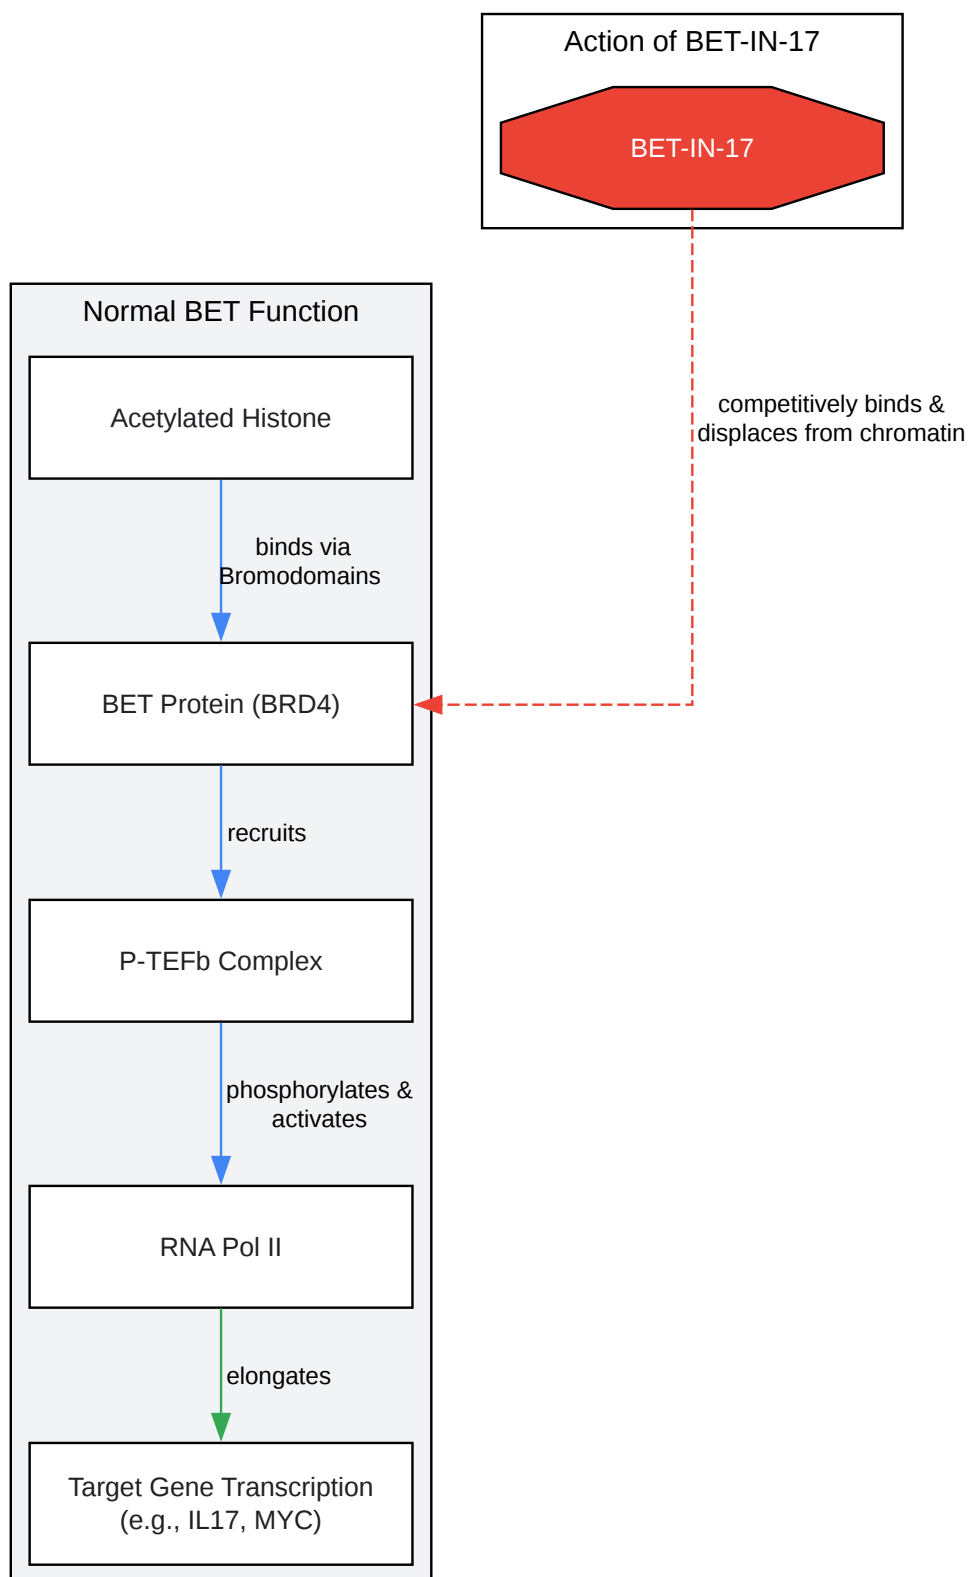 Action of BET-IN-17
BET-IN-17
competitively binds &
displaces from chromatin
Normal BET Function
Acetylated Histone
binds via
Bromodomains
BET Protein (BRD4)
recruits
P-TEFb Complex
phosphorylates &
activates
RNA Pol II
elongates
Target Gene Transcription
(e.g., IL17, MYC)